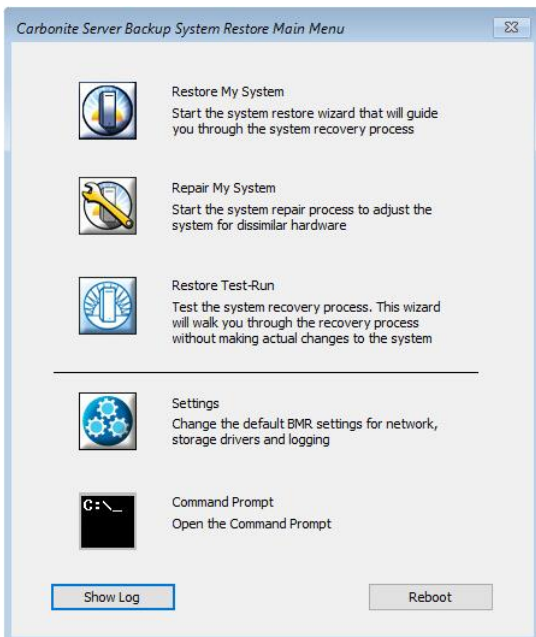 Carbonite Server Backup System Restore Main Menu
Restore My System
Start the system restore wizard that will guide
you through the system recovery process
Repair My System
Start the system repair process to adjust the
system for dissimilar hardware
Restore Test-Run
Test the system recovery process. This wizard
will walk you through the recovery process
without making actual changes to the system
Settings
Change the default BMR settings for network,
storage drivers and logging
C:\_
Command Prompt
Open the Command Prompt
Show Log
Reboot